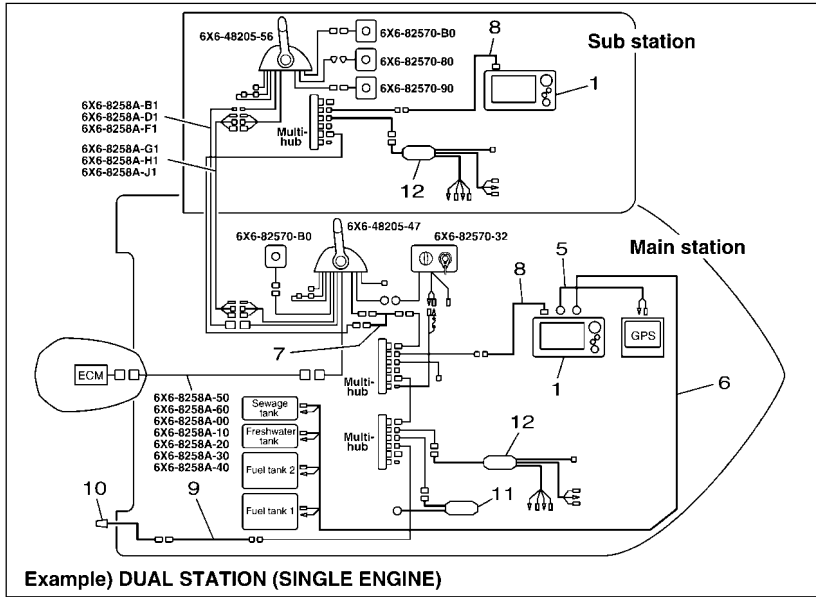 6X6-48205-56
6X6-82570-B0
6X6-82570-80
6X6-82570-90
8
Sub station
1
6X6-8258A-B1
6X6-8258A-D1
6X6-8258A-F1
6X6-8258A-G1
6X6-8258A-H1
6X6-8258A-J1
Multi-
hub
12
6X6-82570-B0
6X6-48205-47
6X6-82570-32
Main station
5
8
GPS
7
1
6
ECM
Multi-
hub
6X6-8258A-50
6X6-8258A-60
6X6-8258A-00
6X6-8258A-10
6X6-8258A-20
6X6-8258A-30
6X6-8258A-40
Sewage
tank
Freshwater
tank
Fuel tank 2
Fuel tank 1
Multi-
hub
12
11
10
9
Example) DUAL STATION (SINGLE ENGINE)